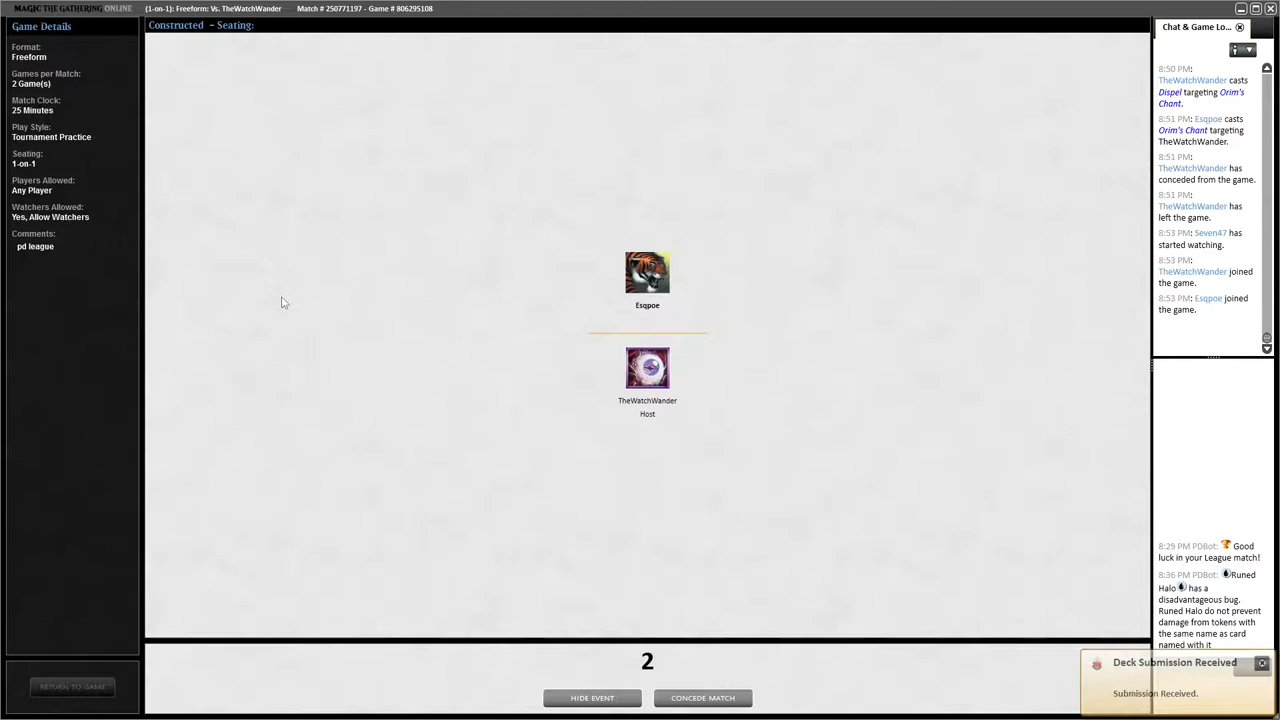 MAGIC THE GATHERING ONLINE
(1-on-1): Freeform: Vs. TheWatchWander
Match # 250771197 - Game # 806295108
Game Details
Format:
Freeform
Games per Match:
2 Game(s)
Match Clock:
25 Minutes
Play Style:
Tournament Practice
Seating:
1-on-1
Players Allowed:
Any Player
Watchers Allowed:
Yes, Allow Watchers
Comments:
pd league
RETURN TO GAME
Constructed - Seating:
Esqpoe
TheWatchWander
Host
2
HIDE EVENT
CONCEDE MATCH
Chat & Game Lo...
8:50 PM:
TheWatchWander casts
Dispel targeting Orim's
Chant.
8:51 PM: Esqpoe casts
Orim's Chant targeting
TheWatchWander.
8:51 PM:
TheWatchWander has
conceded from the game.
8:51 PM:
TheWatchWander has
left the game.
8:53 PM: Seven47 has
started watching.
8:53 PM:
TheWatchWander joined
the game.
8:53 PM: Esqpoe joined
the game.
8:29 PM PDBot: Good
luck in your League match!
8:36 PM PDBot: Runed
Halo has a
disadvantageous bug.
Runed Halo do not prevent
damage from tokens with
the same name as card
named with it
Deck Submission Received
Submission Received.